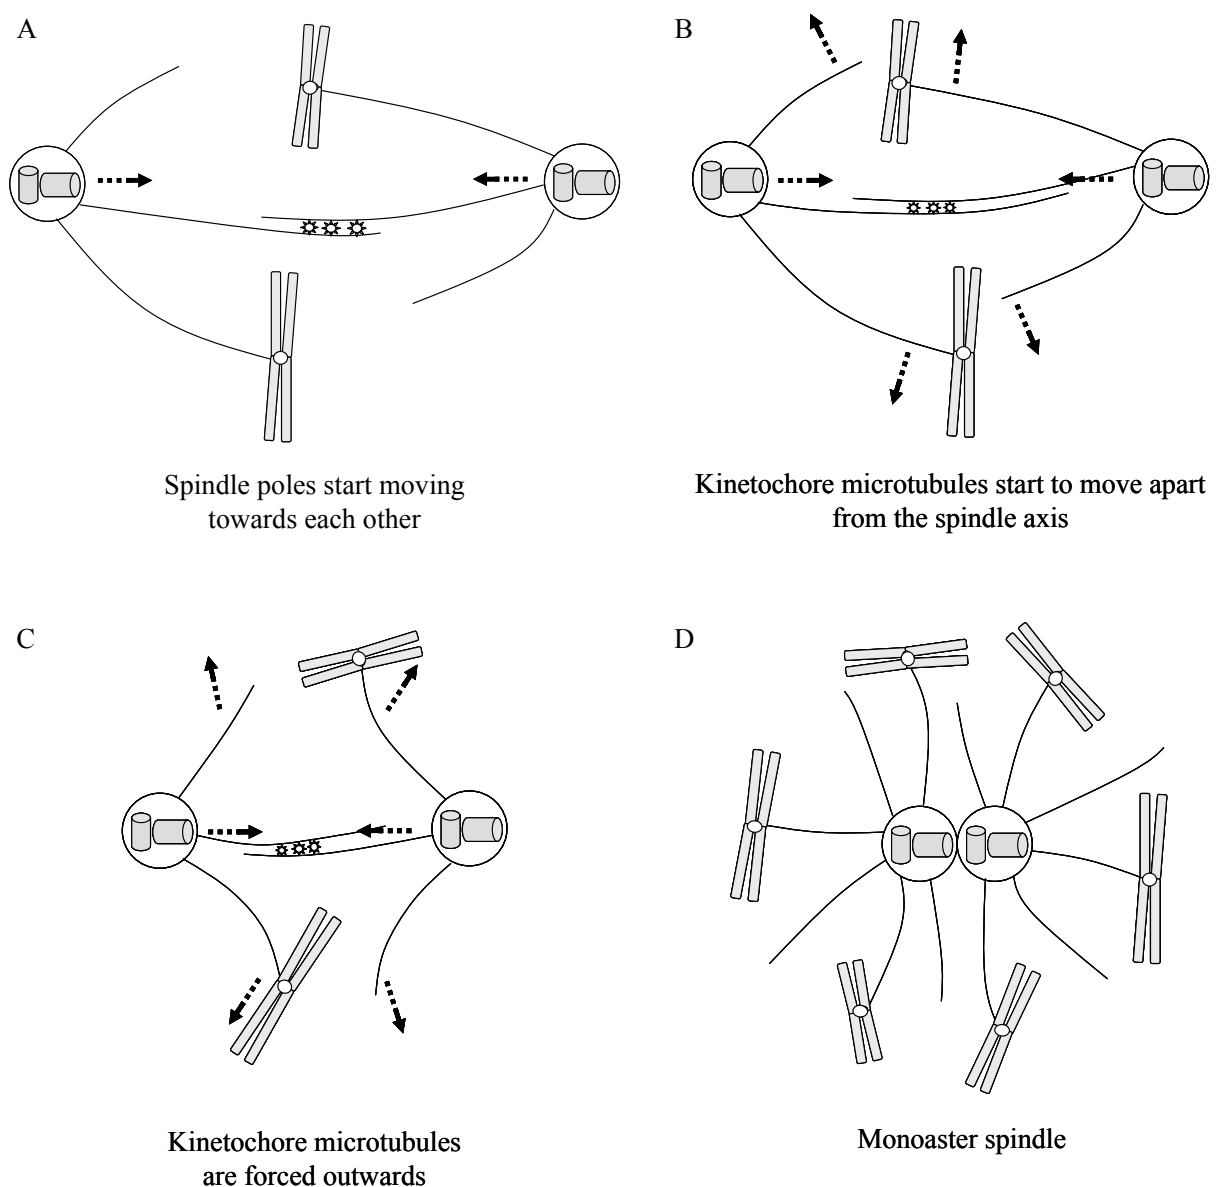 A
B
Spindle poles start moving
towards each other
Kinetochore microtubules start to move apart
from the spindle axis
C
D
Kinetochore microtubules
are forced outwards
Monoaster spindle